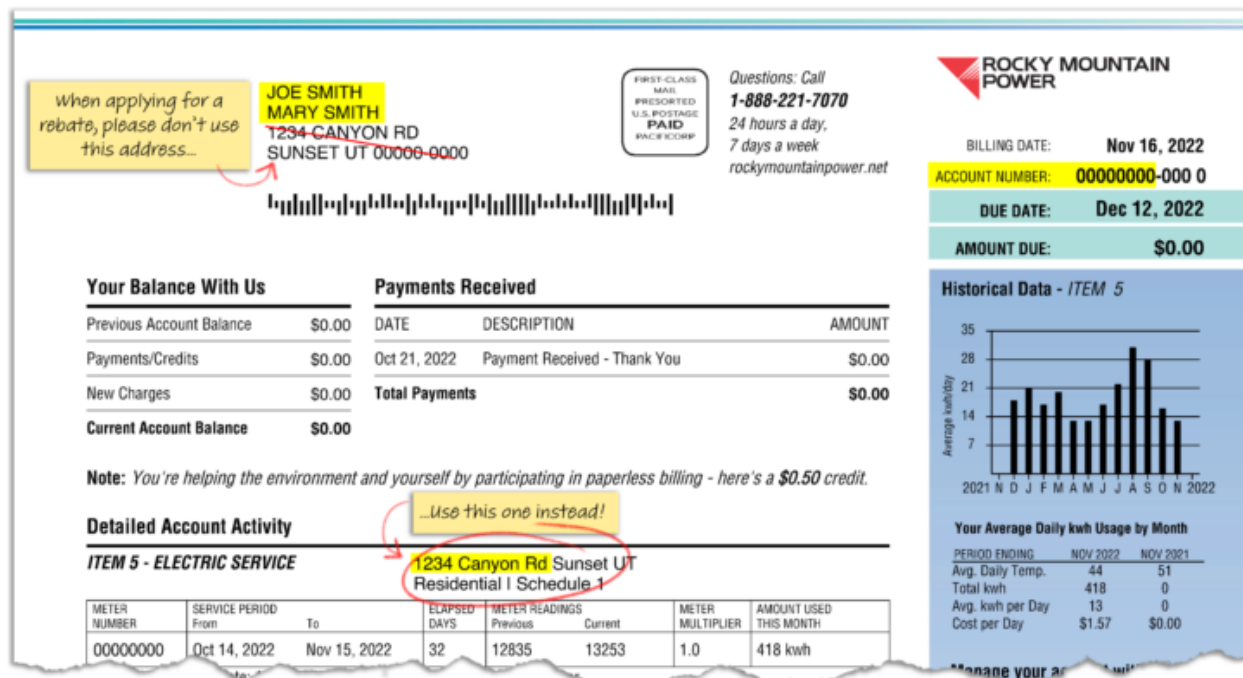 When applying for a
rebate, please don't use
this address...
JOE SMITH
MARY SMITH
1234 CANYON RD
SUNSET UT 00000-0000
FIRST-CLASS
MAIL
PRESORTED
U.S. POSTAGE
PAID
PACIFICORP
Questions: Call
1-888-221-7070
24 hours a day,
7 days a week
rockymountainpower.net
ROCKY MOUNTAIN
POWER
BILLING DATE: Nov 16, 2022
ACCOUNT NUMBER: 00000000-000 0
DUE DATE: Dec 12, 2022
AMOUNT DUE: $0.00
Your Balance With Us
Previous Account Balance $0.00
Payments/Credits $0.00
New Charges $0.00
Current Account Balance $0.00
Payments Received
DATE DESCRIPTION AMOUNT
Oct 21, 2022 Payment Received - Thank You $0.00
Total Payments $0.00
Historical Data - ITEM 5
Average kwh/day
35
28
21
14
7
2021 N D J F M A M J J A S O N 2022
Note: You're helping the environment and yourself by participating in paperless billing - here's a $0.50 credit.
...use this one instead!
Detailed Account Activity
ITEM 5 - ELECTRIC SERVICE
1234 Canyon Rd Sunset UT
Residential | Schedule 1
METER NUMBER SERVICE PERIOD From To ELAPSED DAYS METER READINGS Previous Current METER MULTIPLIER AMOUNT USED THIS MONTH
00000000 Oct 14, 2022 Nov 15, 2022 32 12835 13253 1.0 418 kwh
Your Average Daily kwh Usage by Month
PERIOD ENDING NOV 2022 NOV 2021
Avg. Daily Temp. 44 51
Total kwh 418 0
Avg. kwh per Day 13 0
Cost per Day $1.57 $0.00
Manage your